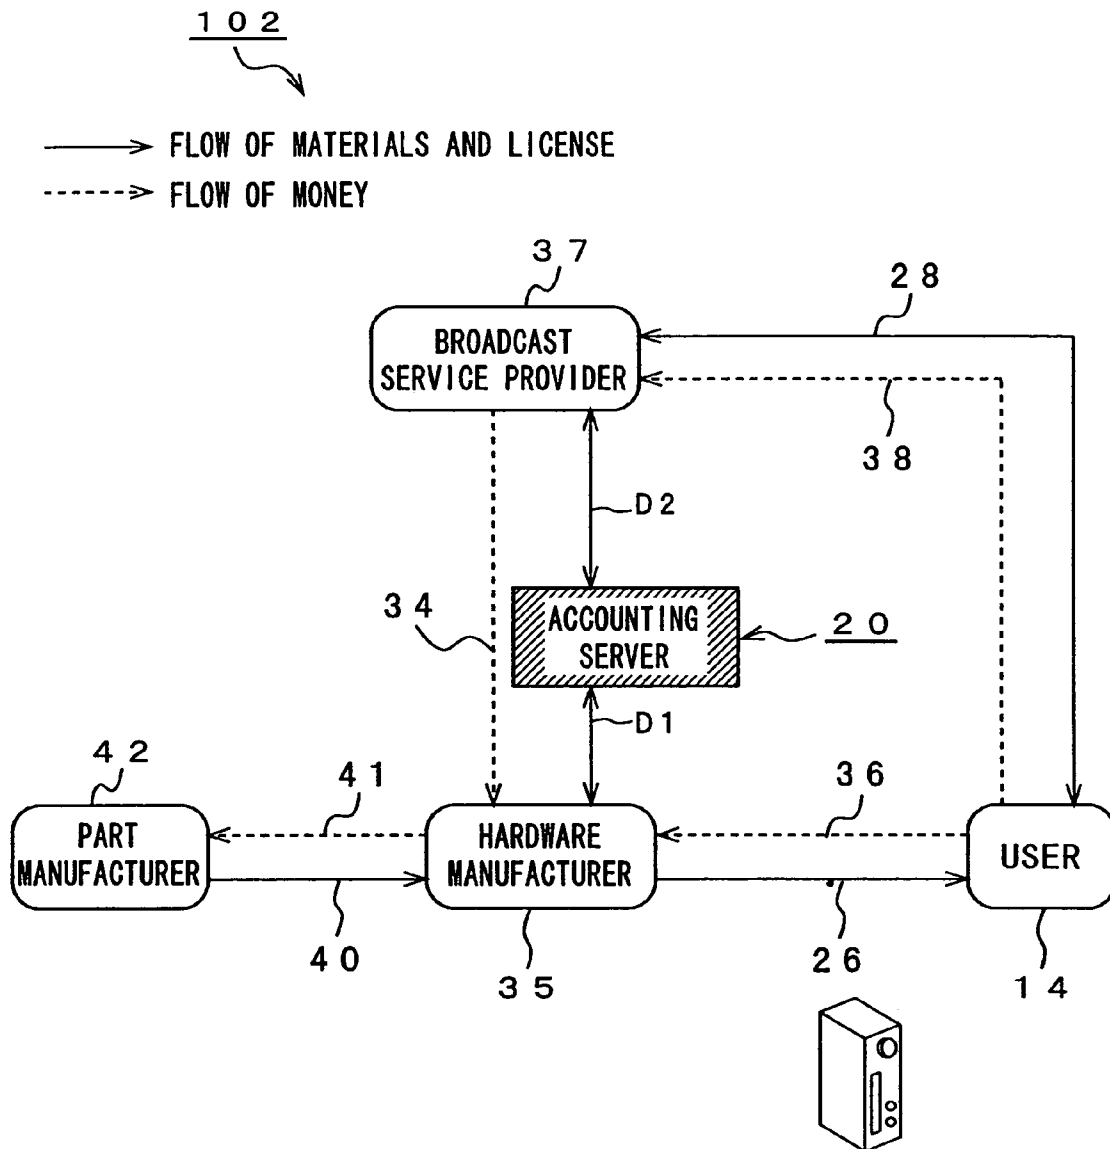 102
FLOW OF MATERIALS AND LICENSE
FLOW OF MONEY
37
28
BROADCAST
SERVICE PROVIDER
38
D2
34
ACCOUNTING
SERVER
20
D1
42
41
36
PART
MANUFACTURER
HARDWARE
MANUFACTURER
USER
40
35
26
14